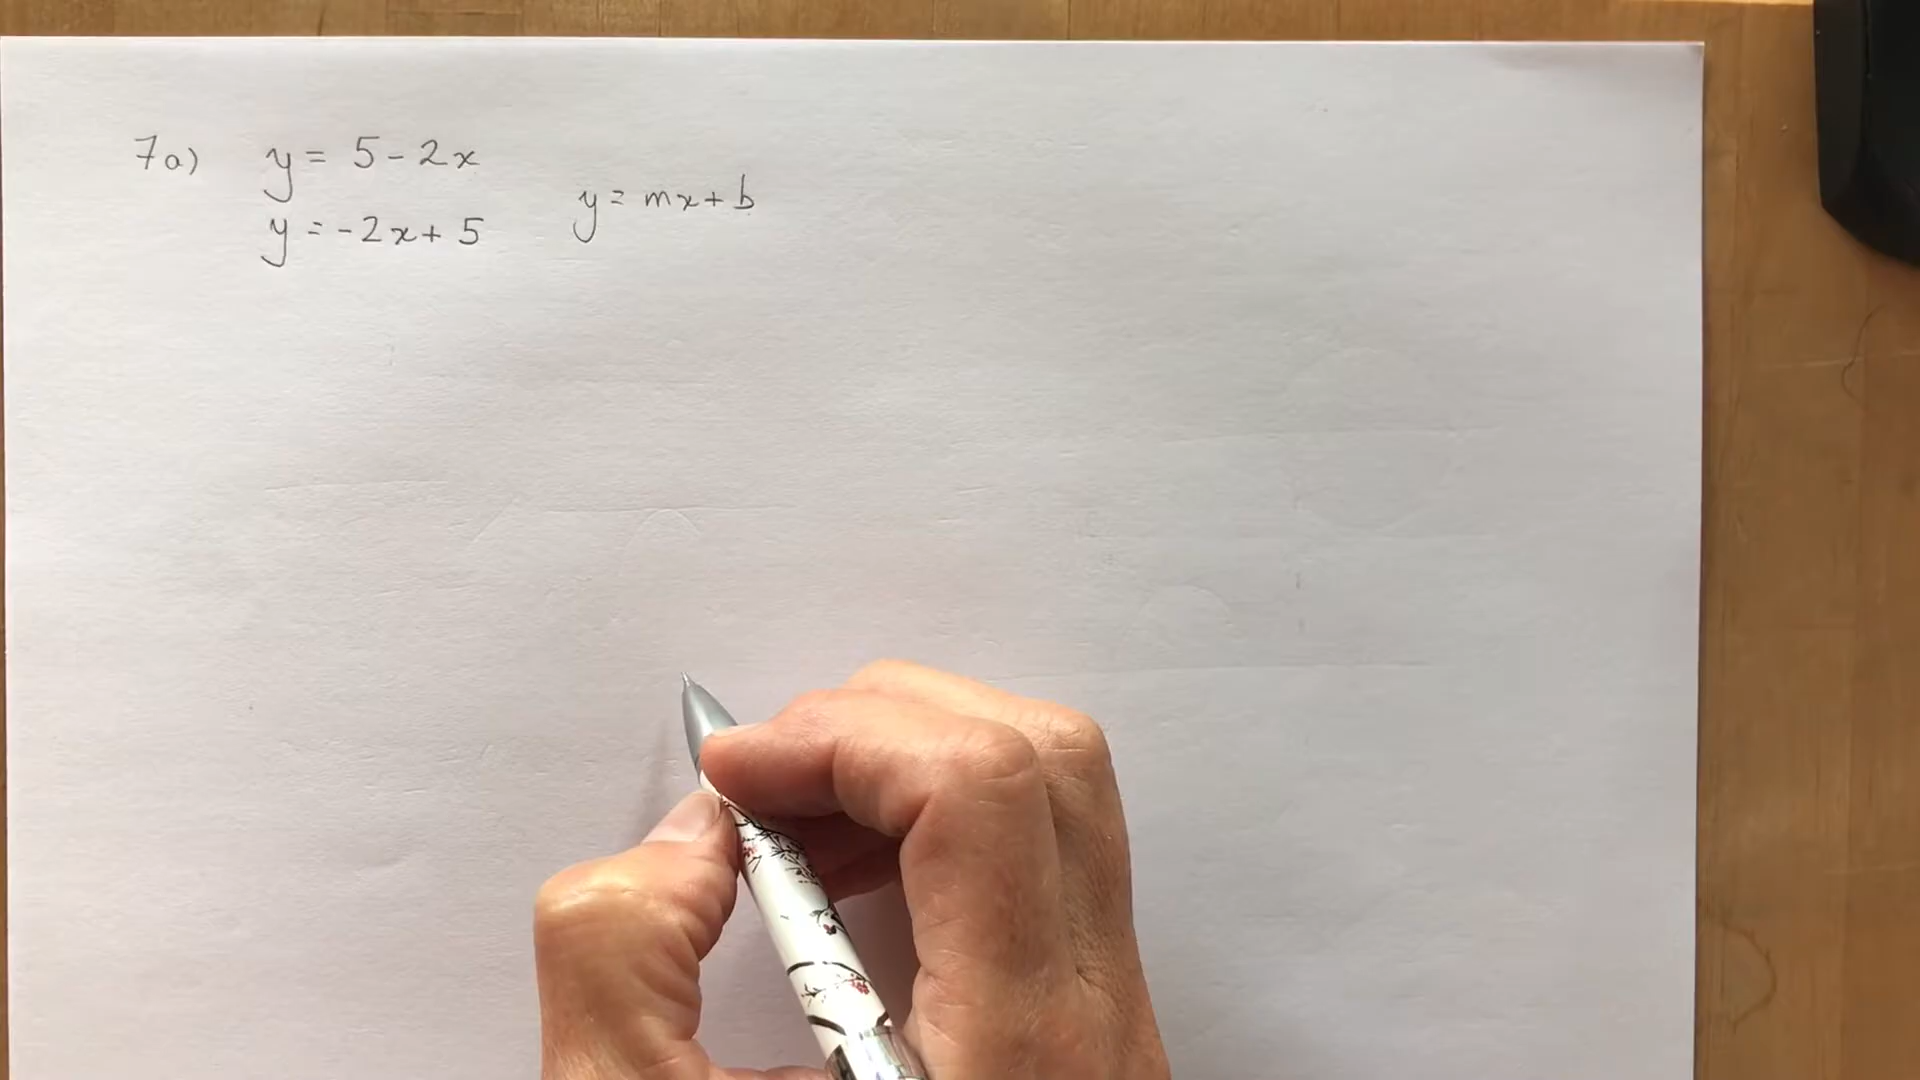 7a) y = 5 - 2x
y = -2x + 5
y = mx + b